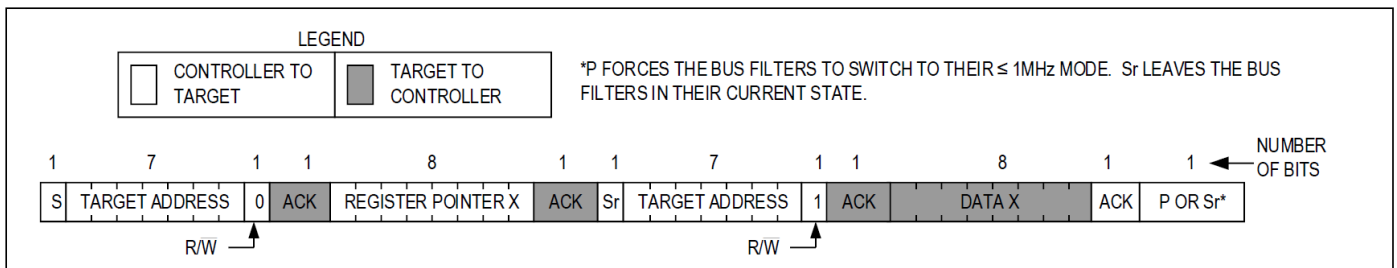 LEGEND
CONTROLLER TO TARGET
TARGET TO CONTROLLER
*P FORCES THE BUS FILTERS TO SWITCH TO THEIR ≤ 1MHz MODE. Sr LEAVES THE BUS
FILTERS IN THEIR CURRENT STATE.
1 7 1 1 8 1 1 7 1 1 8 1 1 NUMBER OF BITS
S TARGET ADDRESS 0 ACK REGISTER POINTER X ACK Sr TARGET ADDRESS 1 ACK DATA X ACK P OR Sr*
R/W̅ R/W̅